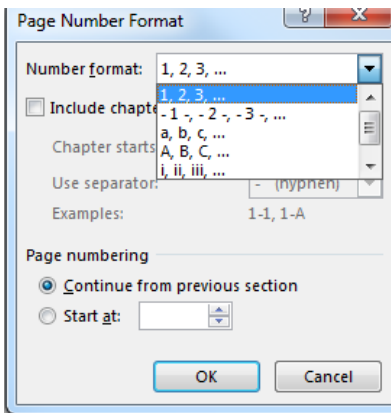 Page Number Format
Number format: 1, 2, 3, ...
1, 2, 3, ...
Include chapte
- 1 -, - 2 -, - 3 -, ...
a, b, c, ...
Chapter starts
A, B, C, ...
i, ii, iii, ...
Use separator: - (hyphen)
Examples: 1-1, 1-A
Page numbering
Continue from previous section
Start at:
OK Cancel